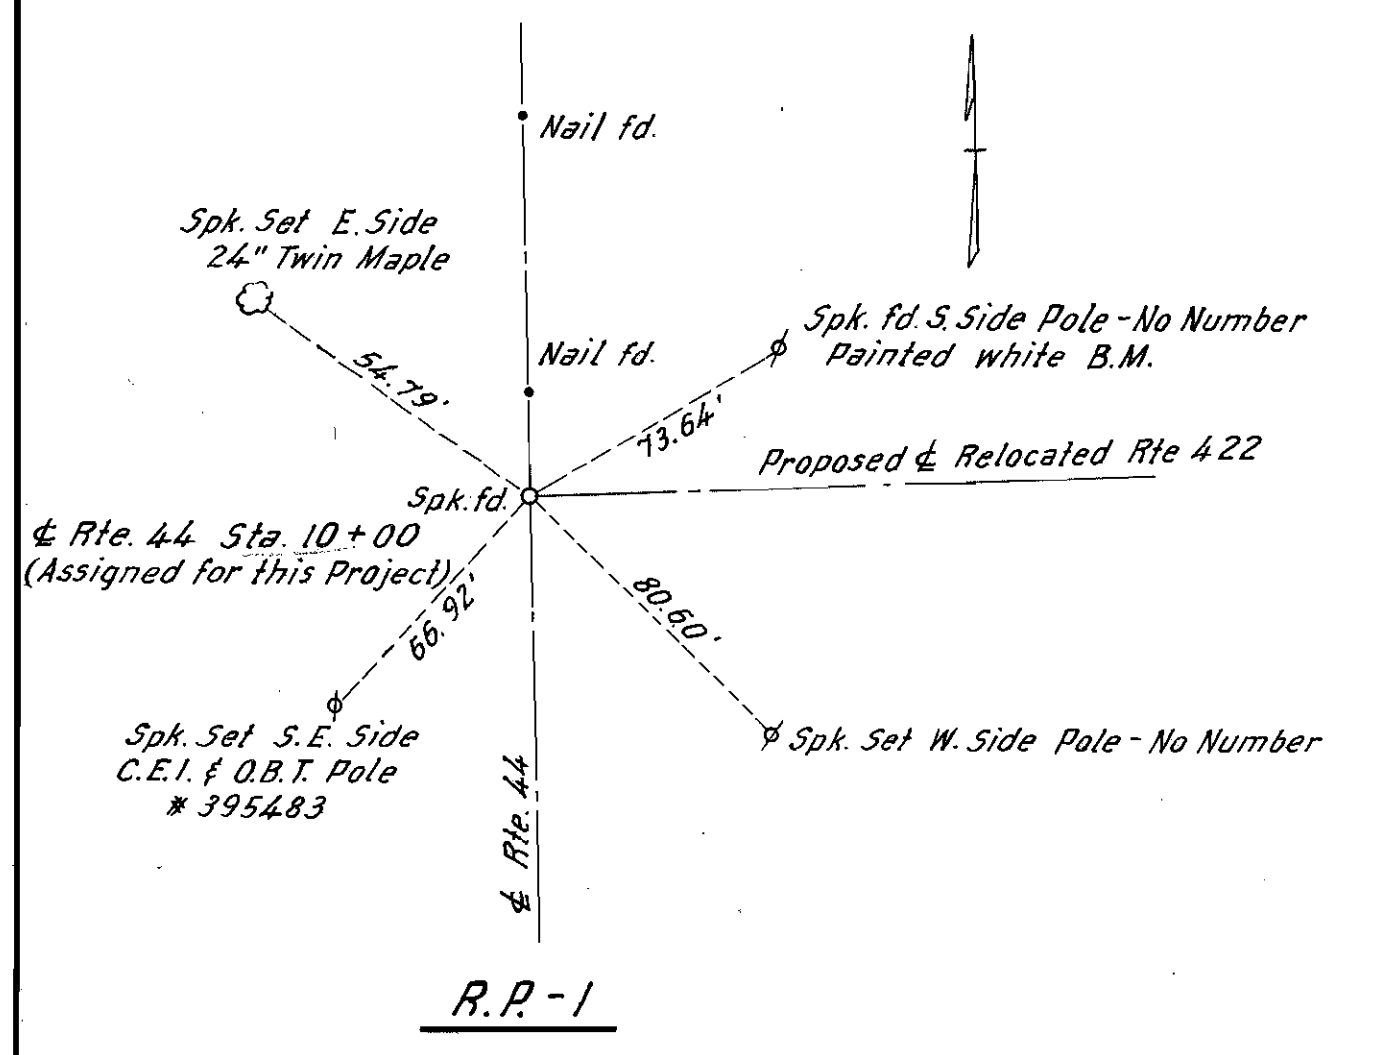 Nail fd.
Spk. Set E. Side
24" Twin Maple
Spk. fd. S. Side Pole - No Number
Painted white B.M.
Nail fd.
54.79'
73.64'
Proposed ℄ Relocated Rte 422
Spk. fd.
℄ Rte. 44 Sta. 10 + 00
(Assigned for this Project)
66.92'
80.60'
Spk. Set S.E. Side
C.E.I. & O.B.T. Pole
# 395483
Spk. Set W. Side Pole - No Number
℄ Rte. 44
R.P. - 1